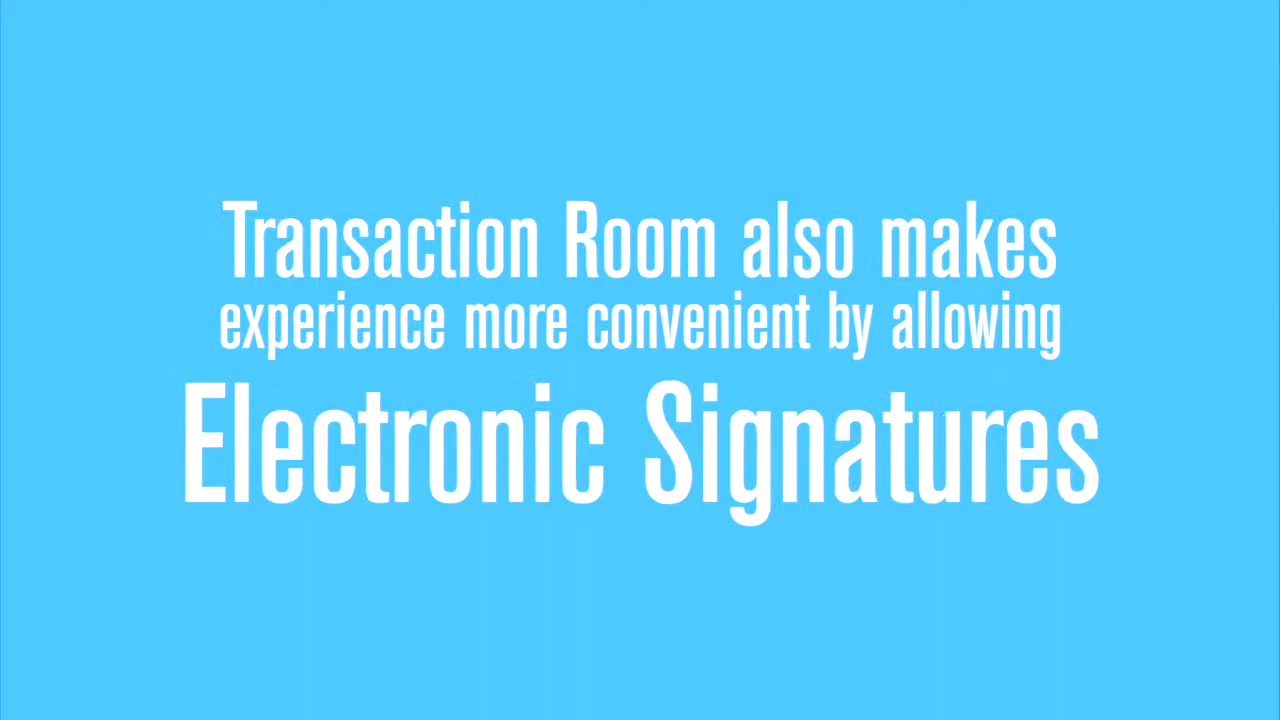 Transaction Room also makes
experience more convenient by allowing
Electronic Signatures